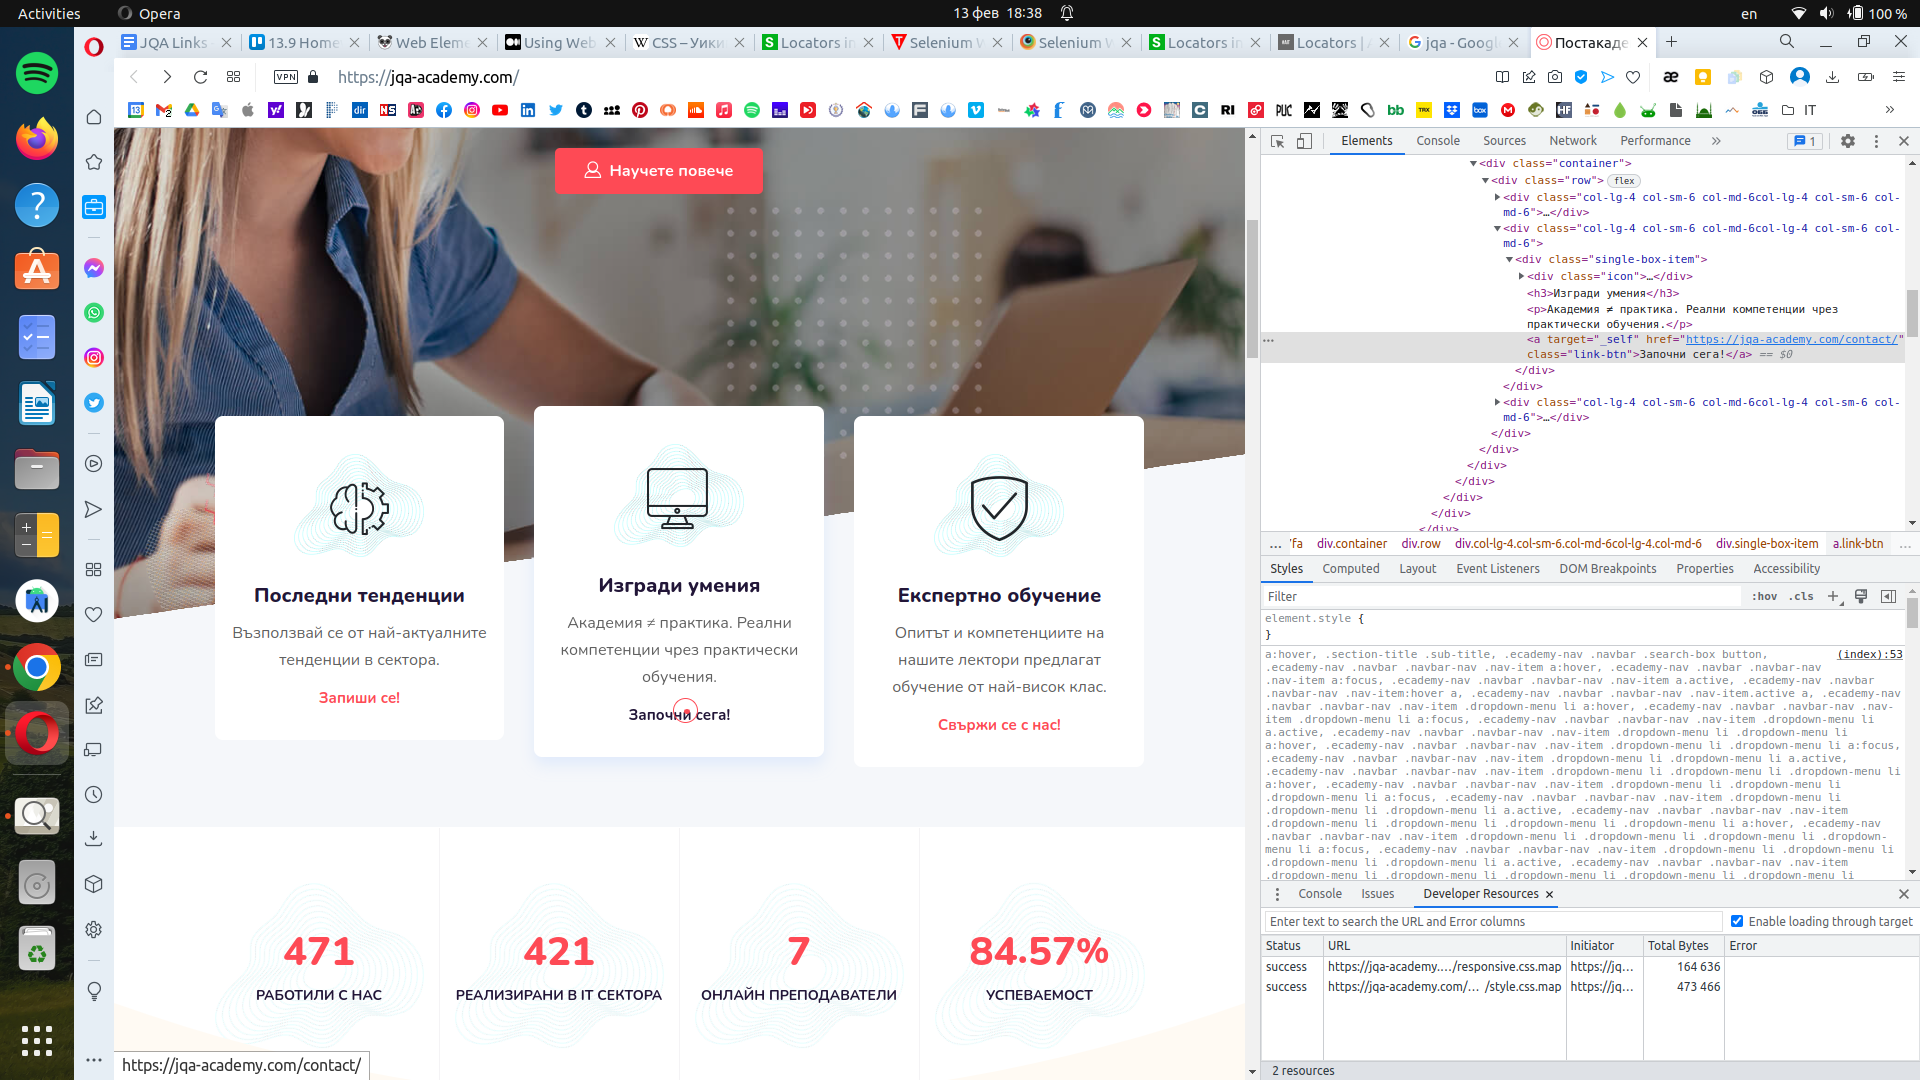 Activities
Opera
13 фев 18:38
en
100 %
JQA Links
13.9 Home
Web Elem
Using Web
CSS – Уики
Locators in
Selenium W
Selenium W
Locators in
Locators | A
jqa - Googl
Постакаде
VPN
https://jqa-academy.com/
IT
Научете повече
Последни тенденции
Възползвай се от най-актуалните
тенденции в сектора.
Запиши се!
Изгради умения
Академия ≠ практика. Реални
компетенции чрез практически
обучения.
Започни сега!
Експертно обучение
Опитът и компетенциите на
нашите лектори предлагат
обучение от най-висок клас.
Свържи се с нас!
471
РАБОТИЛИ С НАС
421
РЕАЛИЗИРАНИ В IT СЕКТОРА
7
ОНЛАЙН ПРЕПОДАВАТЕЛИ
84.57%
УСПЕВАЕМОСТ
https://jqa-academy.com/contact/
Elements
Console
Sources
Network
Performance
1
<div class="container">
<div class="row"> flex
<div class="col-lg-4 col-sm-6 col-md-6col-lg-4 col-sm-6 col-
md-6">…</div>
<div class="col-lg-4 col-sm-6 col-md-6col-lg-4 col-sm-6 col-
md-6">
<div class="single-box-item">
<div class="icon">…</div>
<h3>Изгради умения</h3>
<p>Академия ≠ практика. Реални компетенции чрез
практически обучения.</p>
<a target="_self" href="https://jqa-academy.com/contact/"
class="link-btn">Започни сега!</a> == $0
</div>
</div>
<div class="col-lg-4 col-sm-6 col-md-6col-lg-4 col-sm-6 col-
md-6">…</div>
</div>
</div>
</div>
</div>
</div>
</div>
</div>
... 'fa div.container div.row div.col-lg-4.col-sm-6.col-md-6col-lg-4.col-md-6 div.single-box-item a.link-btn ...
Styles
Computed
Layout
Event Listeners
DOM Breakpoints
Properties
Accessibility
Filter
:hov .cls
element.style {
}
a:hover, .section-title .sub-title, .ecademy-nav .navbar .search-box button, (index):53
.ecademy-nav .navbar .navbar-nav .nav-item a:hover, .ecademy-nav .navbar .navbar-nav
.nav-item a:focus, .ecademy-nav .navbar .navbar-nav .nav-item a.active, .ecademy-nav .navbar
.navbar-nav .nav-item:hover a, .ecademy-nav .navbar .navbar-nav .nav-item.active a, .ecademy-nav
.navbar .navbar-nav .nav-item .dropdown-menu li a:hover, .ecademy-nav .navbar .navbar-nav .nav-
item .dropdown-menu li a:focus, .ecademy-nav .navbar .navbar-nav .nav-item .dropdown-menu li
a.active, .ecademy-nav .navbar .navbar-nav .nav-item .dropdown-menu li .dropdown-menu li
a:hover, .ecademy-nav .navbar .navbar-nav .nav-item .dropdown-menu li .dropdown-menu li a:focus,
.ecademy-nav .navbar .navbar-nav .nav-item .dropdown-menu li .dropdown-menu li a.active,
.ecademy-nav .navbar .navbar-nav .nav-item .dropdown-menu li .dropdown-menu li .dropdown-menu li
a:hover, .ecademy-nav .navbar .navbar-nav .nav-item .dropdown-menu li .dropdown-menu li
.dropdown-menu li a:focus, .ecademy-nav .navbar .navbar-nav .nav-item .dropdown-menu li
.dropdown-menu li .dropdown-menu li a.active, .ecademy-nav .navbar .navbar-nav .nav-item
.dropdown-menu li .dropdown-menu li .dropdown-menu li .dropdown-menu li a:hover, .ecademy-nav
.navbar .navbar-nav .nav-item .dropdown-menu li .dropdown-menu li .dropdown-menu li .dropdown-
menu li a:focus, .ecademy-nav .navbar .navbar-nav .nav-item .dropdown-menu li .dropdown-menu li
.dropdown-menu li .dropdown-menu li a.active, .ecademy-nav .navbar .navbar-nav .nav-item
.dropdown-menu li .dropdown-menu li .dropdown-menu li .dropdown-menu li .dropdown-menu li
Console
Issues
Developer Resources
Enter text to search the URL and Error columns
Enable loading through target
Status URL Initiator Total Bytes Error
success https://jqa-academy.…/responsive.css.map https://jq… 164 636
success https://jqa-academy.com/… /style.css.map https://jq… 473 466
2 resources